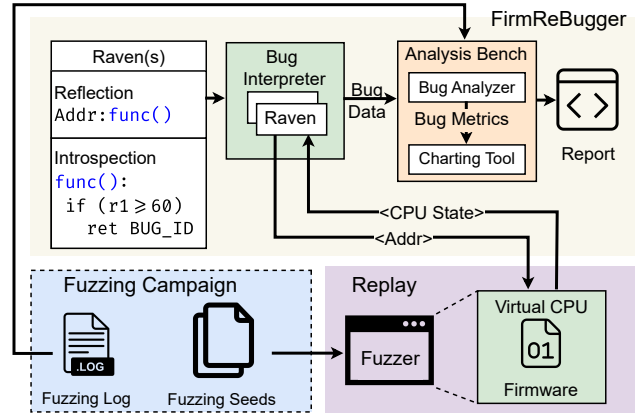 FirmReBugger
Raven(s)
Reflection
Addr:func()
Introspection
func():
if (r1⩾60)
ret BUG_ID
Bug
Interpreter
Raven
Bug
Data
Analysis Bench
Bug Analyzer
Bug Metrics
Charting Tool
Report
<CPU State>
<Addr>
Fuzzing Campaign
.LOG
Fuzzing Log
Fuzzing Seeds
Replay
Fuzzer
Virtual CPU
01
Firmware